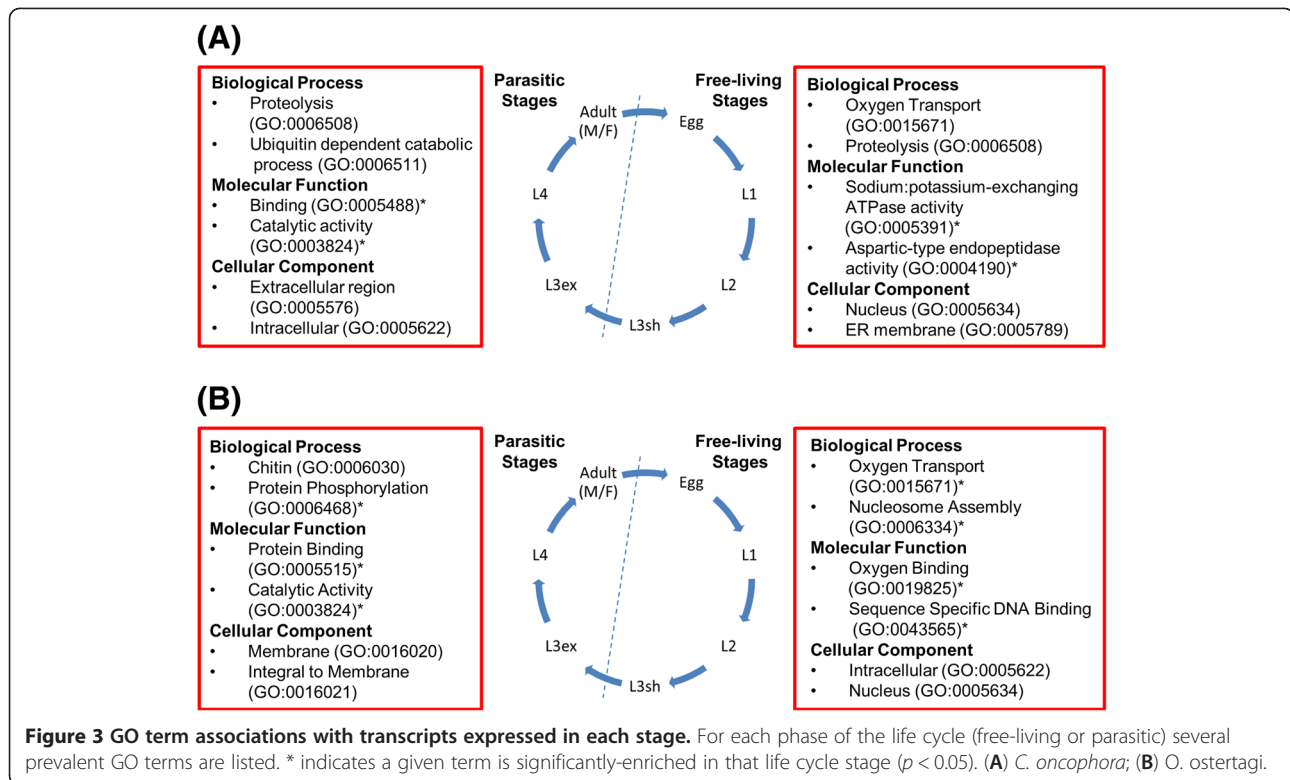 (A)
Biological Process
• Proteolysis
(GO:0006508)
• Ubiquitin dependent catabolic
process (GO:0006511)
Molecular Function
• Binding (GO:0005488)*
• Catalytic activity
(GO:0003824)*
Cellular Component
• Extracellular region
(GO:0005576)
• Intracellular (GO:0005622)
Parasitic
Stages
Free-living
Stages
Adult
(M/F)
Egg
L1
L2
L3sh
L3ex
L4
Biological Process
• Oxygen Transport
(GO:0015671)
• Proteolysis (GO:0006508)
Molecular Function
• Sodium:potassium-exchanging
ATPase activity
(GO:0005391)*
• Aspartic-type endopeptidase
activity (GO:0004190)*
Cellular Component
• Nucleus (GO:0005634)
• ER membrane (GO:0005789)
(B)
Biological Process
• Chitin (GO:0006030)
• Protein Phosphorylation
(GO:0006468)*
Molecular Function
• Protein Binding
(GO:0005515)*
• Catalytic Activity
(GO:0003824)*
Cellular Component
• Membrane (GO:0016020)
• Integral to Membrane
(GO:0016021)
Parasitic
Stages
Free-living
Stages
Adult
(M/F)
Egg
L1
L2
L3sh
L3ex
L4
Biological Process
• Oxygen Transport
(GO:0015671)*
• Nucleosome Assembly
(GO:0006334)*
Molecular Function
• Oxygen Binding
(GO:0019825)*
• Sequence Specific DNA Binding
(GO:0043565)*
Cellular Component
• Intracellular (GO:0005622)
• Nucleus (GO:0005634)
Figure 3 GO term associations with transcripts expressed in each stage. For each phase of the life cycle (free-living or parasitic) several
prevalent GO terms are listed. * indicates a given term is significantly-enriched in that life cycle stage (p < 0.05). (A) C. oncophora; (B) O. ostertagi.